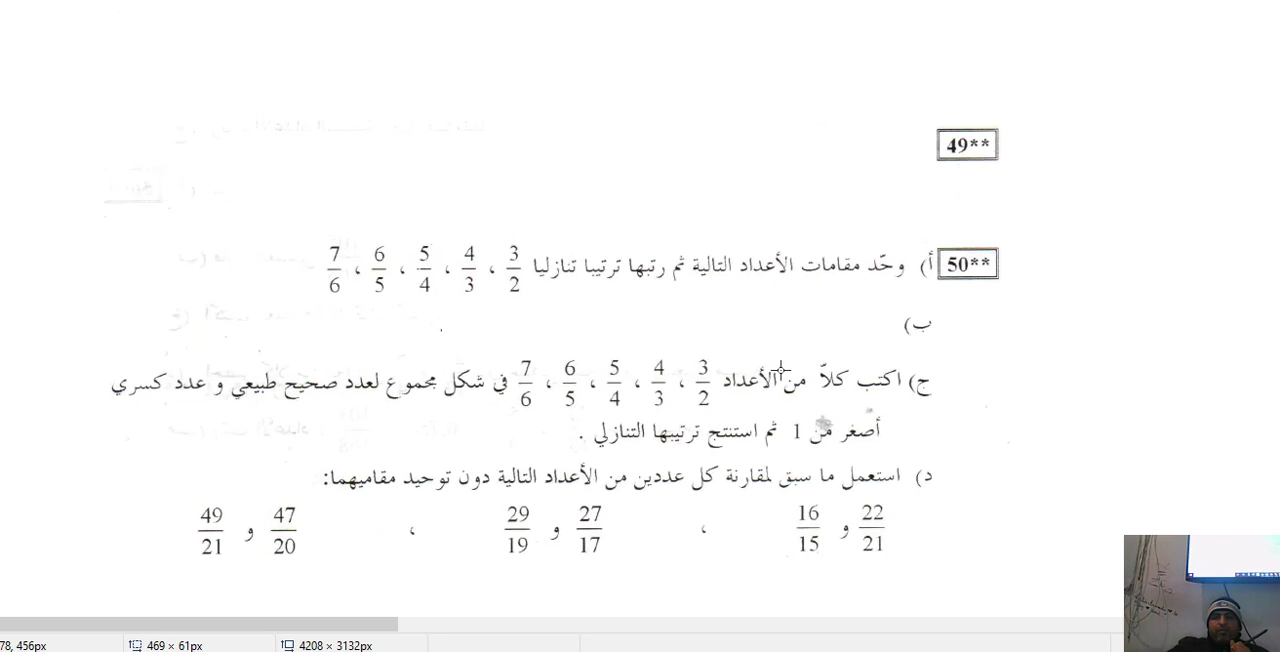 49**
50** أ) وحّد مقامات الأعداد التالية ثم رتبها ترتيبا تنازليا 3/2 ، 4/3 ، 5/4 ، 6/5 ، 7/6
ب)
ج) اكتب كلاّ من الأعداد 3/2 ، 4/3 ، 5/4 ، 6/5 ، 7/6 في شكل مجموع لعدد صحيح طبيعي و عدد كسري
أصغر من 1 ثم استنتج ترتيبها التنازلي .
د) استعمل ما سبق لمقارنة كل عددين من الأعداد التالية دون توحيد مقاميهما:
22/21 و 16/15 ، 27/17 و 29/19 ، 47/20 و 49/21
78, 456px 469 × 61px 4208 × 3132px